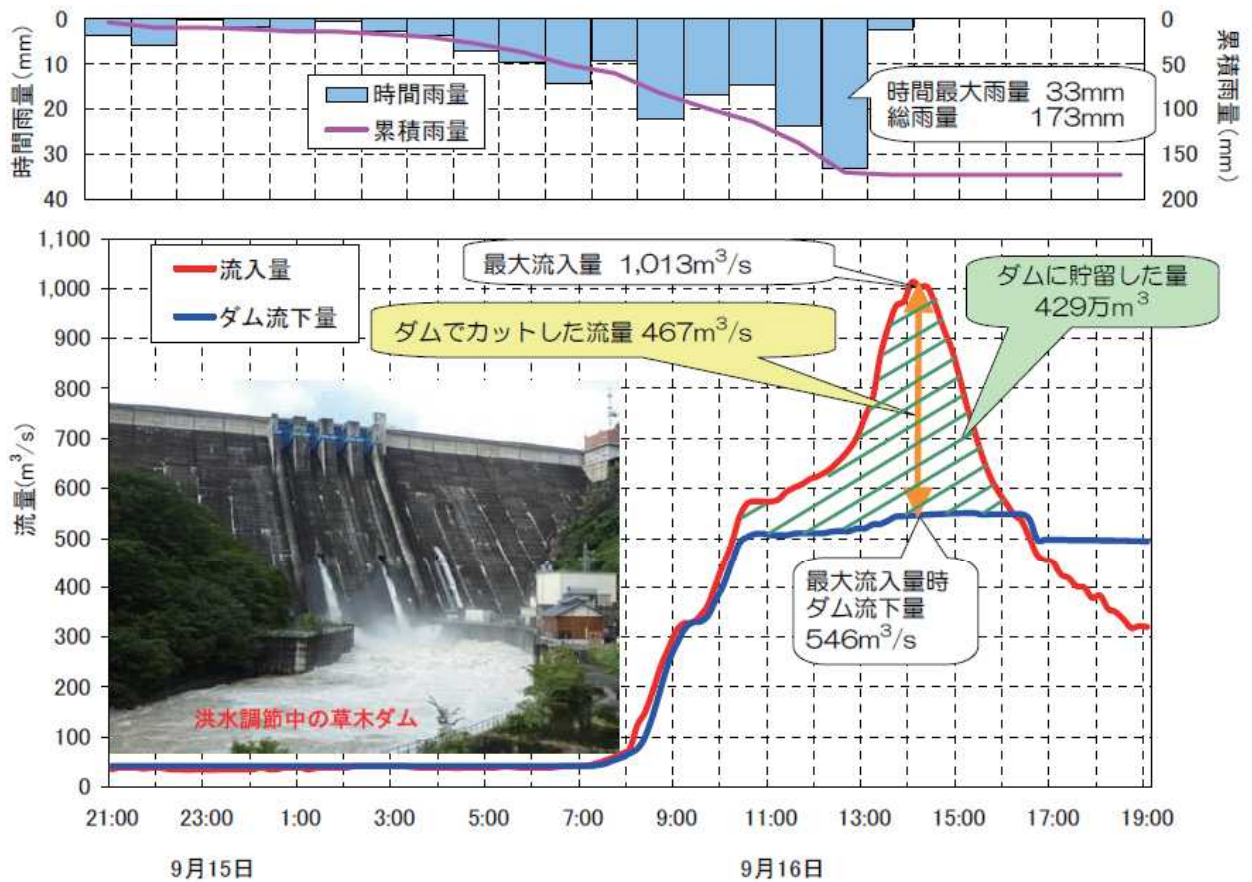 時間雨量(mm)
0
10
20
30
40
時間雨量
累積雨量
時間最大雨量 33mm
総雨量 173mm
0
50
100
150
200
累積雨量(mm)
流量(m³/s)
1,100
1,000
900
800
700
600
500
400
300
200
100
0
流入量
ダム流下量
最大流入量 1,013m³/s
ダムに貯留した量
429万m³
ダムでカットした流量 467m³/s
最大流入量時
ダム流下量
546m³/s
洪水調節中の草木ダム
21:00 23:00 1:00 3:00 5:00 7:00 9:00 11:00 13:00 15:00 17:00 19:00
9月15日 9月16日